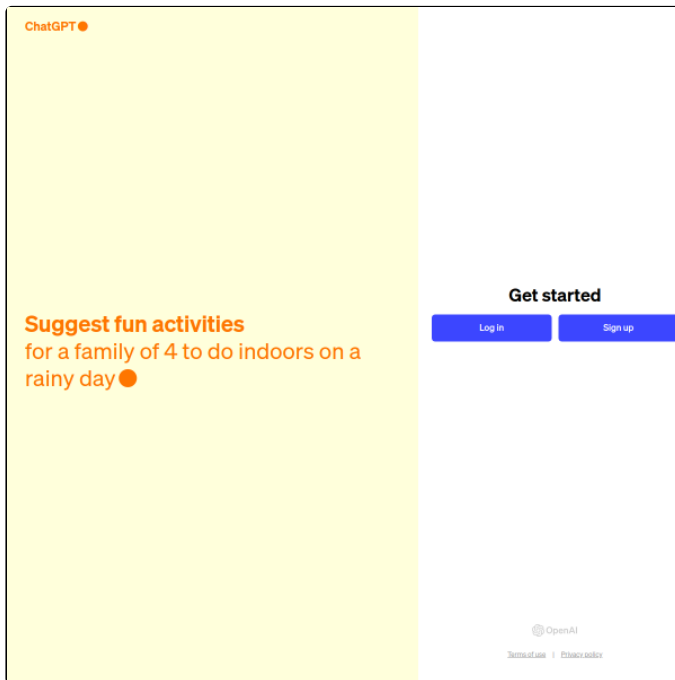 ChatGPT
Suggest fun activities
for a family of 4 to do indoors on a
rainy day
Get started
Log in
Sign up
OpenAI
Terms of use | Privacy policy